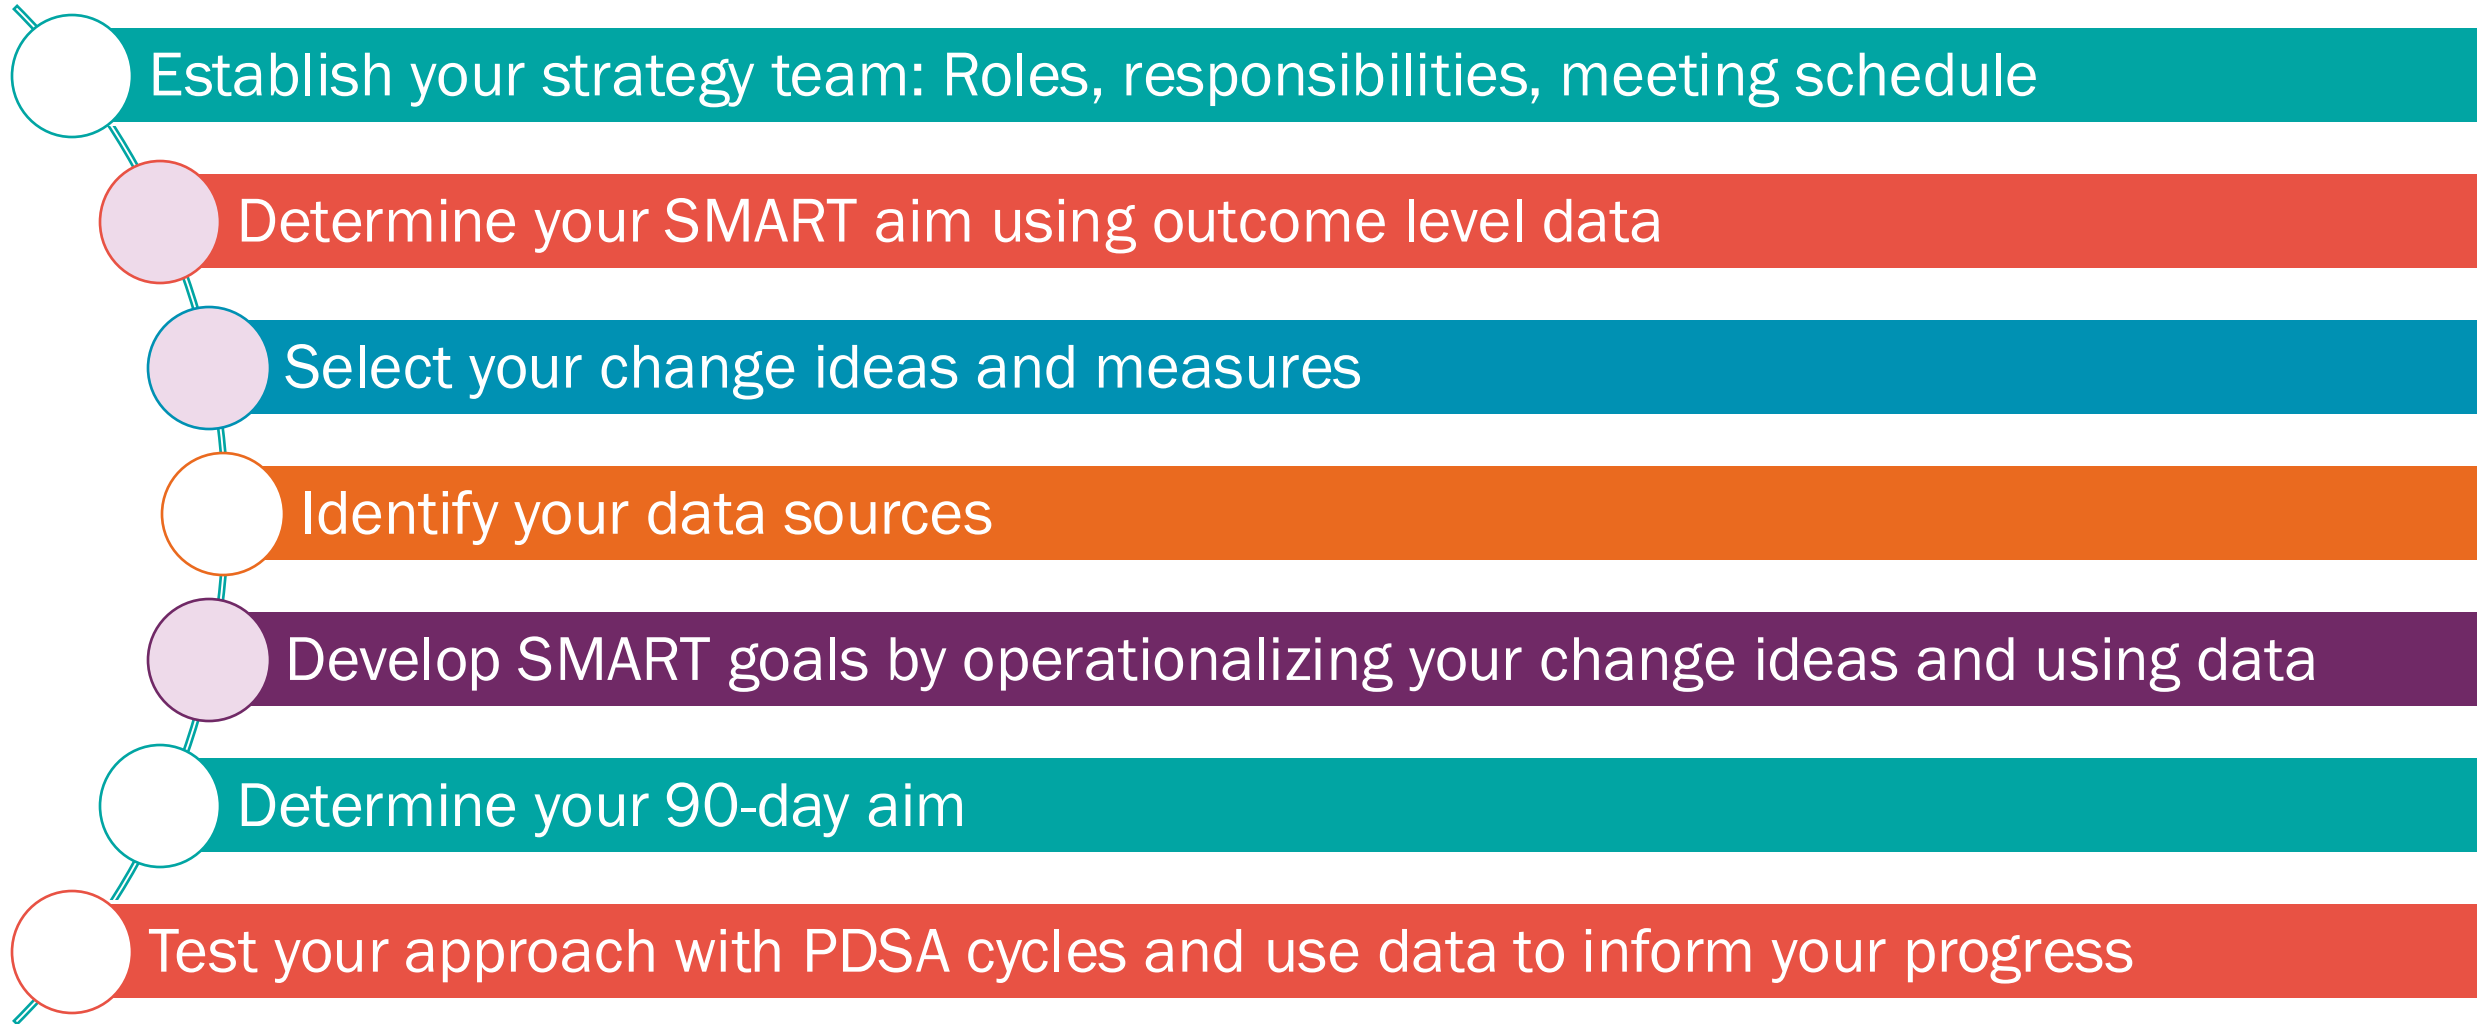 Establish your strategy team: Roles, responsibilities, meeting schedule
Determine your SMART aim using outcome level data
Select your change ideas and measures
Identify your data sources
Develop SMART goals by operationalizing your change ideas and using data
Determine your 90-day aim
Test your approach with PDSA cycles and use data to inform your progress